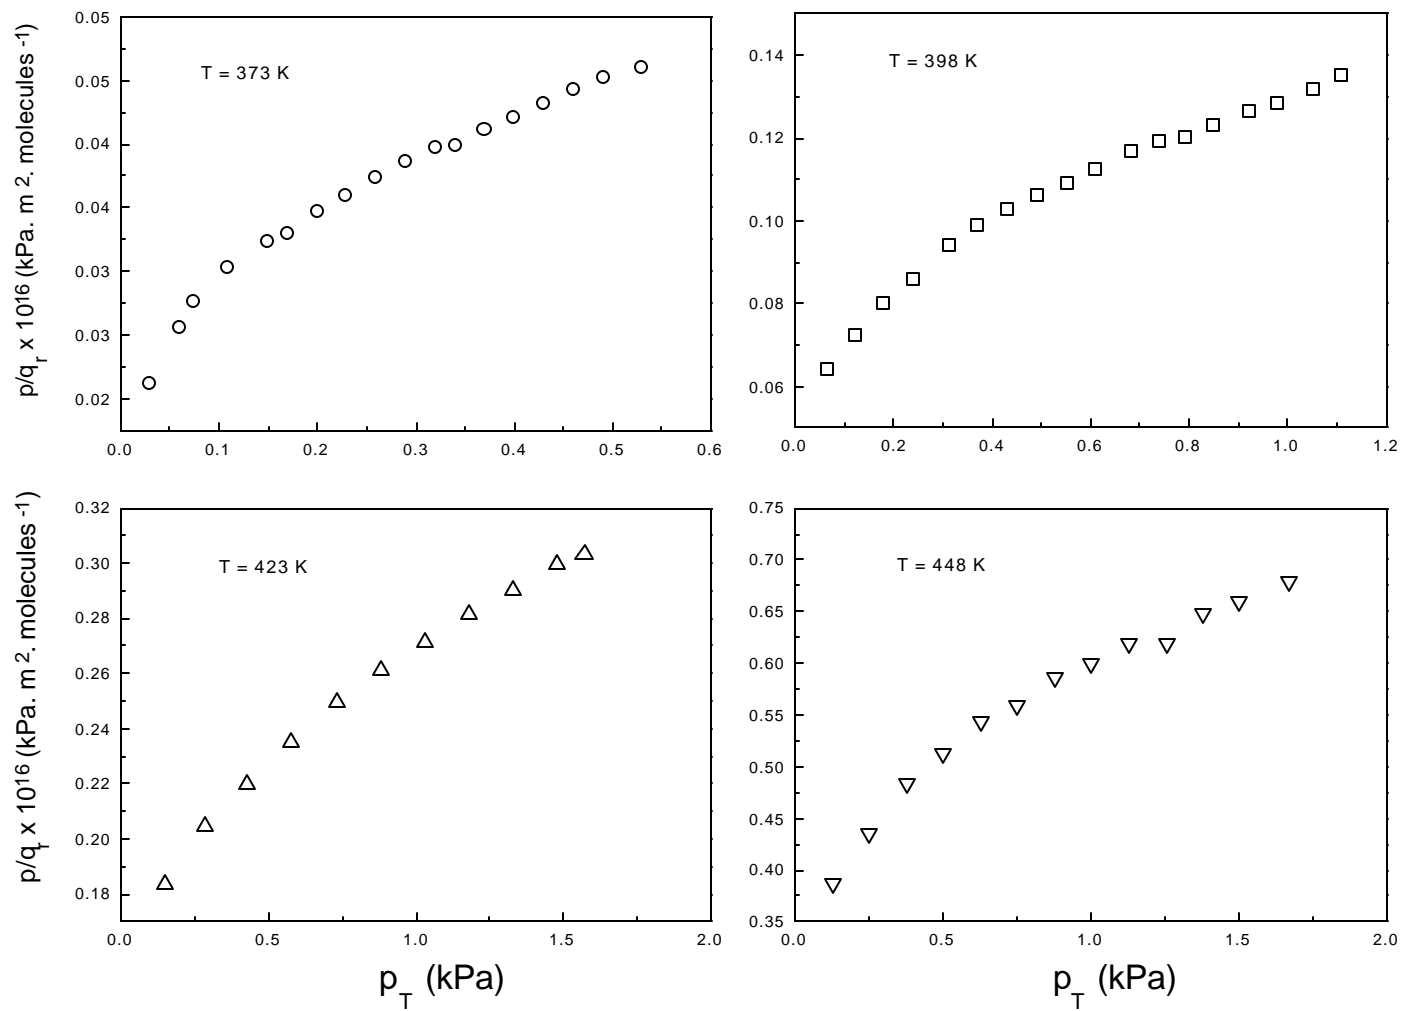 p/q_r x 10^16 (kPa. m^2. molecules^-1)
0.05
0.05
0.04
0.04
0.03
0.03
0.02
T = 373 K
0.0 0.1 0.2 0.3 0.4 0.5 0.6
0.14
0.12
0.10
0.08
0.06
T = 398 K
0.0 0.2 0.4 0.6 0.8 1.0 1.2
p/q_r x 10^16 (kPa. m^2. molecules^-1)
0.32
0.30
0.28
0.26
0.24
0.22
0.20
0.18
T = 423 K
0.0 0.5 1.0 1.5 2.0
p_T (kPa)
0.75
0.70
0.65
0.60
0.55
0.50
0.45
0.40
0.35
T = 448 K
0.0 0.5 1.0 1.5 2.0
p_T (kPa)